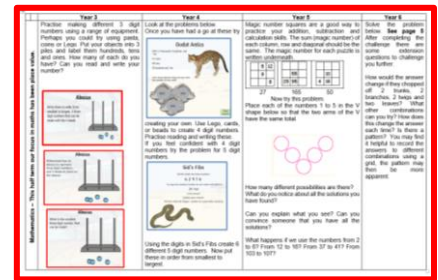 Year 3
Practise making different 3 digit
numbers using a range of equipment.
Perhaps you could try using pasta,
coins or Lego. Put your objects into 3
piles and label them hundreds, tens
and ones. How many of each do you
have? Can you read and write your
number?
Abacus
Abacus
Abacus
Year 4
Look at the problems below.
Once you have had a go at these try
creating your own. Use Lego, cards,
or beads to create 4 digit numbers.
Practise reading and writing these.
If you feel confident with 4 digit
numbers try the problem for 5 digit
numbers.
Sid's Fibs
Using the digits in Sid's Fibs create 6
different 5 digit numbers. Now put
these in order from smallest to
largest.
Year 5
Magic number squares are a good way to
practice your addition, subtraction and
calculation skills. The sum (magic number) of
each column, row and diagonal should be the
same. The magic number for each puzzle is
written underneath.
27
Now try this problem.
Place each of the numbers 1 to 5 in the
V shape below so that the two arms of the V
have the same total
How many different possibilities are there?
What do you notice about all the solutions
you have found?
Can you explain what you see? Can you
convince someone that you have all the
solutions?
What happens if we use the numbers from 2
to 6? From 12 to 16? From 37 to 41? From
103 to 107?
Year 6
Solve the problem
below. See page 5
After completing the
challenge there are
some extension
questions to challenge
you further.
How would the answer
change if they chopped
off 2 trunks, 2
branches, 2 twigs and
two leaves? What
other combinations
can you try? How does
this change the answer
each time? Is there a
pattern? You may find
it helpful to record the
answers to different
combinations using a
grid, the pattern may
then be more
apparent.
Mathematics – This half term our focus in maths has been place value.